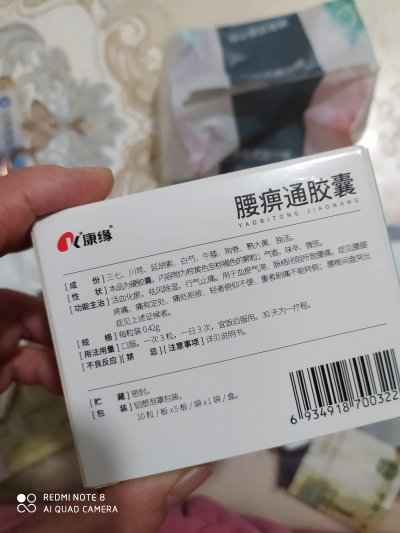 康缘
腰痹通胶囊
YAOBITONG JIAONANG
[成 份] 三七、川芎、延胡索、白芍、牛膝、狗脊、熟大黄、独活。
[性 状] 本品为硬胶囊，内容物为棕黄色至棕褐色的颗粒；气香，味辛、微苦。
[功能主治] 活血化瘀，祛风除湿，行气止痛。用于血瘀气滞、脉络闭阻所致腰痛，症见腰腿
疼痛，痛有定处，痛处拒按，轻者俯仰不便，重者剧痛不能转侧；腰椎间盘突出
症见上述证候者。
[规 格] 每粒装0.42g
[用法用量] 口服。一次3粒，一日3次，宜饭后服用。30天为一疗程。
[不良反应] [禁 忌] [注意事项] 详见说明书。
[贮 藏] 密封。
[包 装] 铝塑泡罩包装，
10粒/板×5板/袋×1袋/盒。
6 934918 700322
REDMI NOTE 8
AI QUAD CAMERA